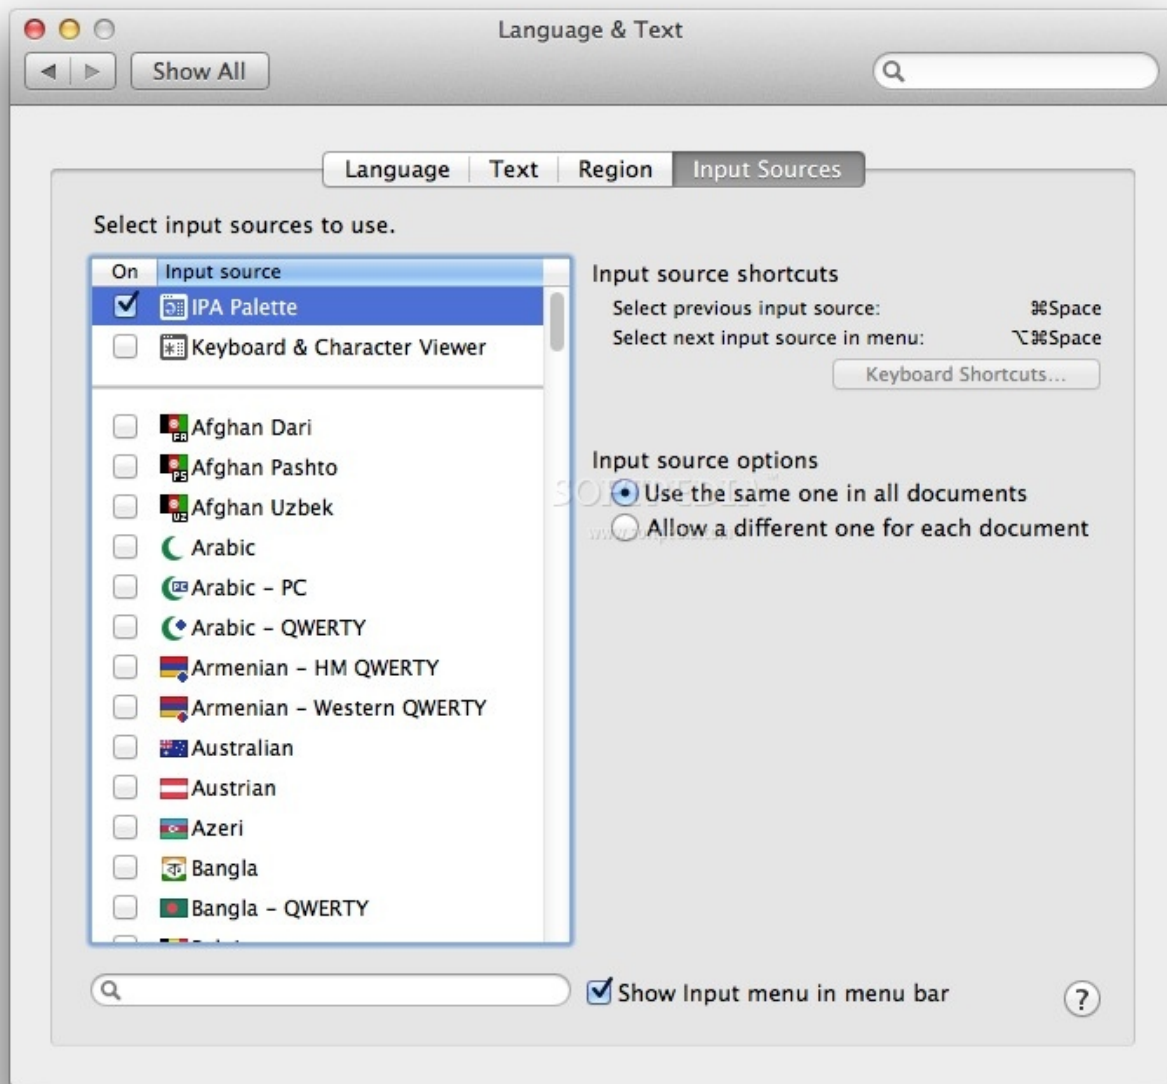 Language & Text
Show All
Language Text Region Input Sources
Select input sources to use.
On Input source
IPA Palette
Keyboard & Character Viewer
Afghan Dari
Afghan Pashto
Afghan Uzbek
Arabic
Arabic – PC
Arabic – QWERTY
Armenian – HM QWERTY
Armenian – Western QWERTY
Australian
Austrian
Azeri
Bangla
Bangla – QWERTY
Input source shortcuts
Select previous input source: ⌘Space
Select next input source in menu: ⌥⌘Space
Keyboard Shortcuts...
Input source options
SOFTPEDIA
Use the same one in all documents
www.softpedia.com
Allow a different one for each document
Show Input menu in menu bar
?